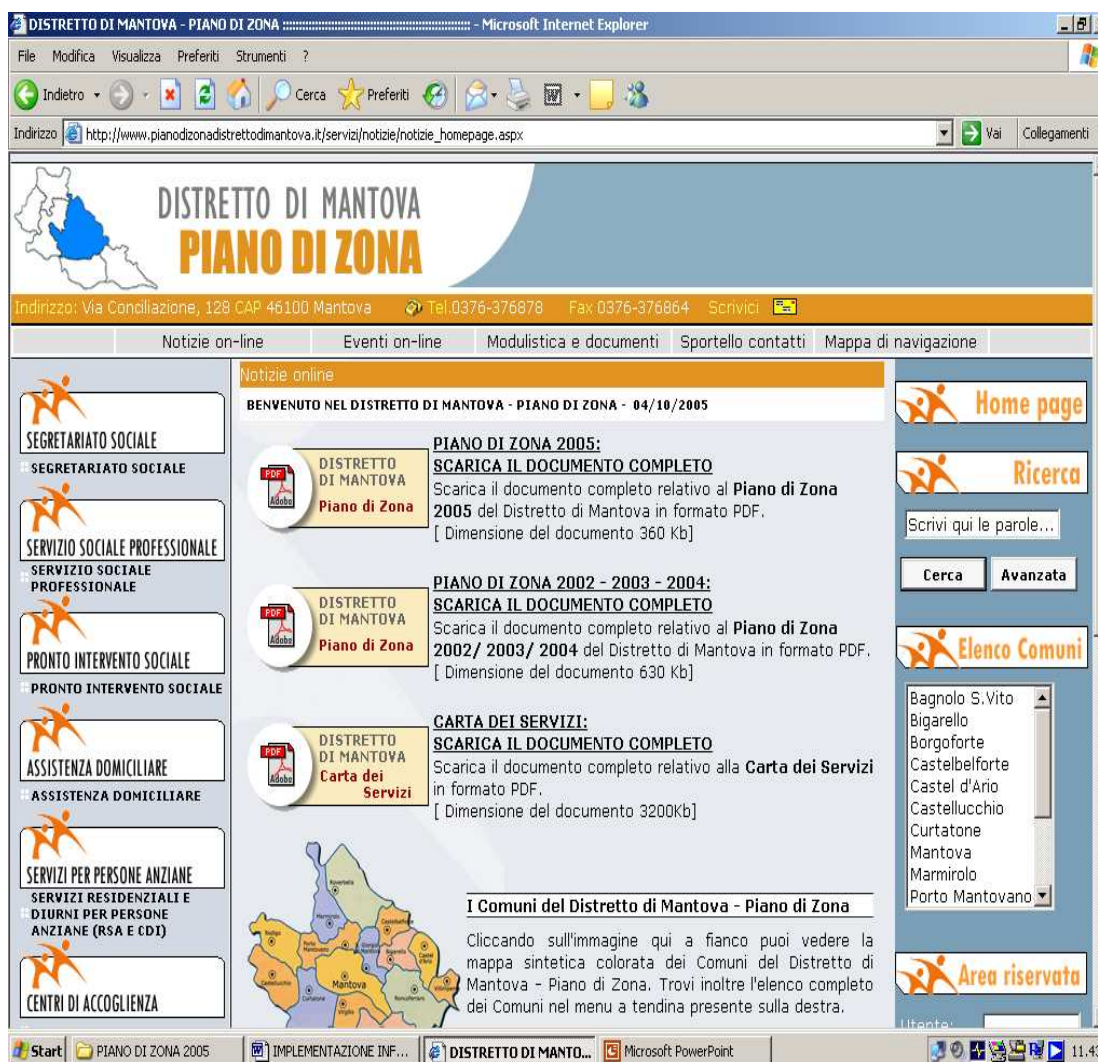 DISTRETTO DI MANTOVA - PIANO DI ZONA :::::::::::::::::::::::::::::::::::::::::::::::: - Microsoft Internet Explorer
File Modifica Visualizza Preferiti Strumenti ?
Indietro Cerca Preferiti
Indirizzo http://www.pianodizonadistrettodimantova.it/servizi/notizie/notizie_homepage.aspx Vai Collegamenti
DISTRETTO DI MANTOVA
PIANO DI ZONA
Indirizzo: Via Conciliazione, 128 CAP 46100 Mantova Tel.0376-376878 Fax 0376-376864 Scrivici
Notizie on-line Eventi on-line Modulistica e documenti Sportello contatti Mappa di navigazione
SEGRETARIATO SOCIALE
SEGRETARIATO SOCIALE
SERVIZIO SOCIALE PROFESSIONALE
SERVIZIO SOCIALE
PROFESSIONALE
PRONTO INTERVENTO SOCIALE
PRONTO INTERVENTO SOCIALE
ASSISTENZA DOMICILIARE
ASSISTENZA DOMICILIARE
SERVIZI PER PERSONE ANZIANE
SERVIZI RESIDENZIALI E
DIURNI PER PERSONE
ANZIANE (RSA E CDI)
CENTRI DI ACCOGLIENZA
Notizie online
BENVENUTO NEL DISTRETTO DI MANTOVA - PIANO DI ZONA - 04/10/2005
PDF
Adobe
DISTRETTO
DI MANTOVA
Piano di Zona
PIANO DI ZONA 2005:
SCARICA IL DOCUMENTO COMPLETO
Scarica il documento completo relativo al Piano di Zona
2005 del Distretto di Mantova in formato PDF.
[ Dimensione del documento 360 Kb]
PDF
Adobe
DISTRETTO
DI MANTOVA
Piano di Zona
PIANO DI ZONA 2002 - 2003 - 2004:
SCARICA IL DOCUMENTO COMPLETO
Scarica il documento completo relativo al Piano di Zona
2002/ 2003/ 2004 del Distretto di Mantova in formato PDF.
[ Dimensione del documento 630 Kb]
PDF
Adobe
DISTRETTO
DI MANTOVA
Carta dei
Servizi
CARTA DEI SERVIZI:
SCARICA IL DOCUMENTO COMPLETO
Scarica il documento completo relativo alla Carta dei Servizi
in formato PDF.
[ Dimensione del documento 3200Kb]
Roverbella
Marmirolo
Mantova
Curtatone
I Comuni del Distretto di Mantova - Piano di Zona
Cliccando sull'immagine qui a fianco puoi vedere la
mappa sintetica colorata dei Comuni del Distretto di
Mantova - Piano di Zona. Trovi inoltre l'elenco completo
dei Comuni nel menu a tendina presente sulla destra.
Home page
Ricerca
Scrivi qui le parole...
Cerca Avanzata
Elenco Comuni
Bagnolo S.Vito
Bigarello
Borgoforte
Castelbelforte
Castel d'Ario
Castellucchio
Curtatone
Mantova
Marmirolo
Porto Mantovano
Area riservata
Utente:
Start PIANO DI ZONA 2005 IMPLEMENTAZIONE INF... DISTRETTO DI MANTO... Microsoft PowerPoint